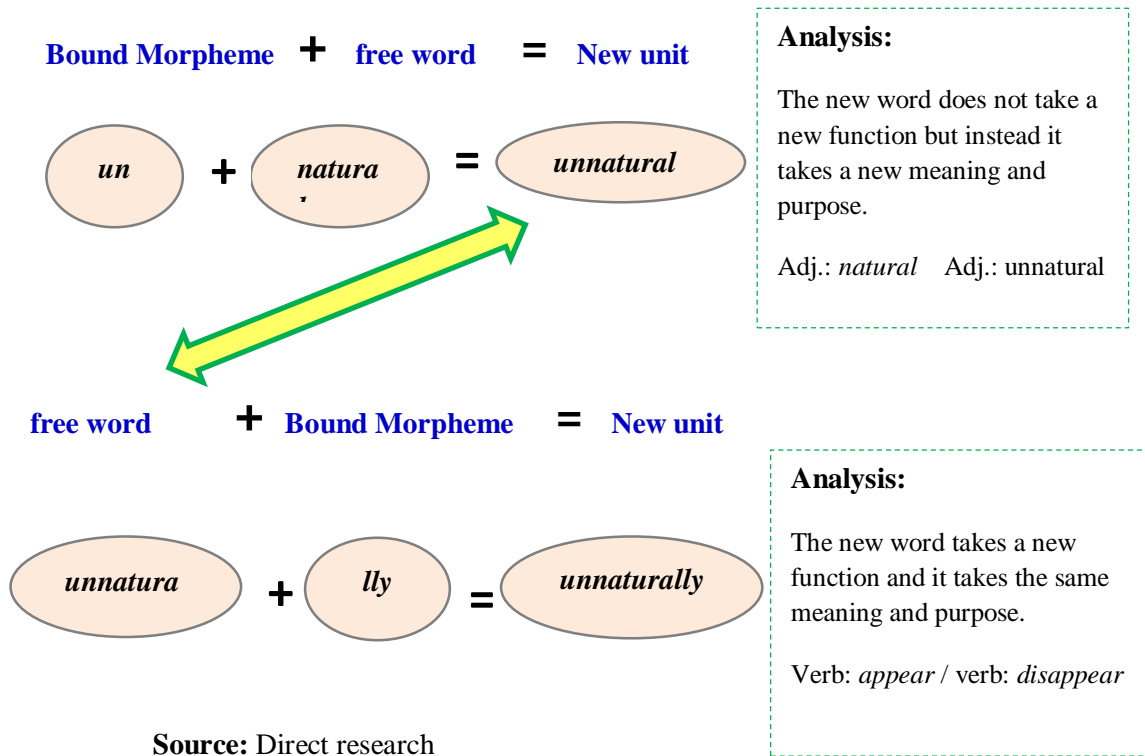 Bound Morpheme + free word = New unit
un + natura = unnatural
Analysis:
The new word does not take a
new function but instead it
takes a new meaning and
purpose.
Adj.: natural Adj.: unnatural
free word + Bound Morpheme = New unit
unnatura + lly = unnaturally
Analysis:
The new word takes a new
function and it takes the same
meaning and purpose.
Verb: appear / verb: disappear
Source: Direct research